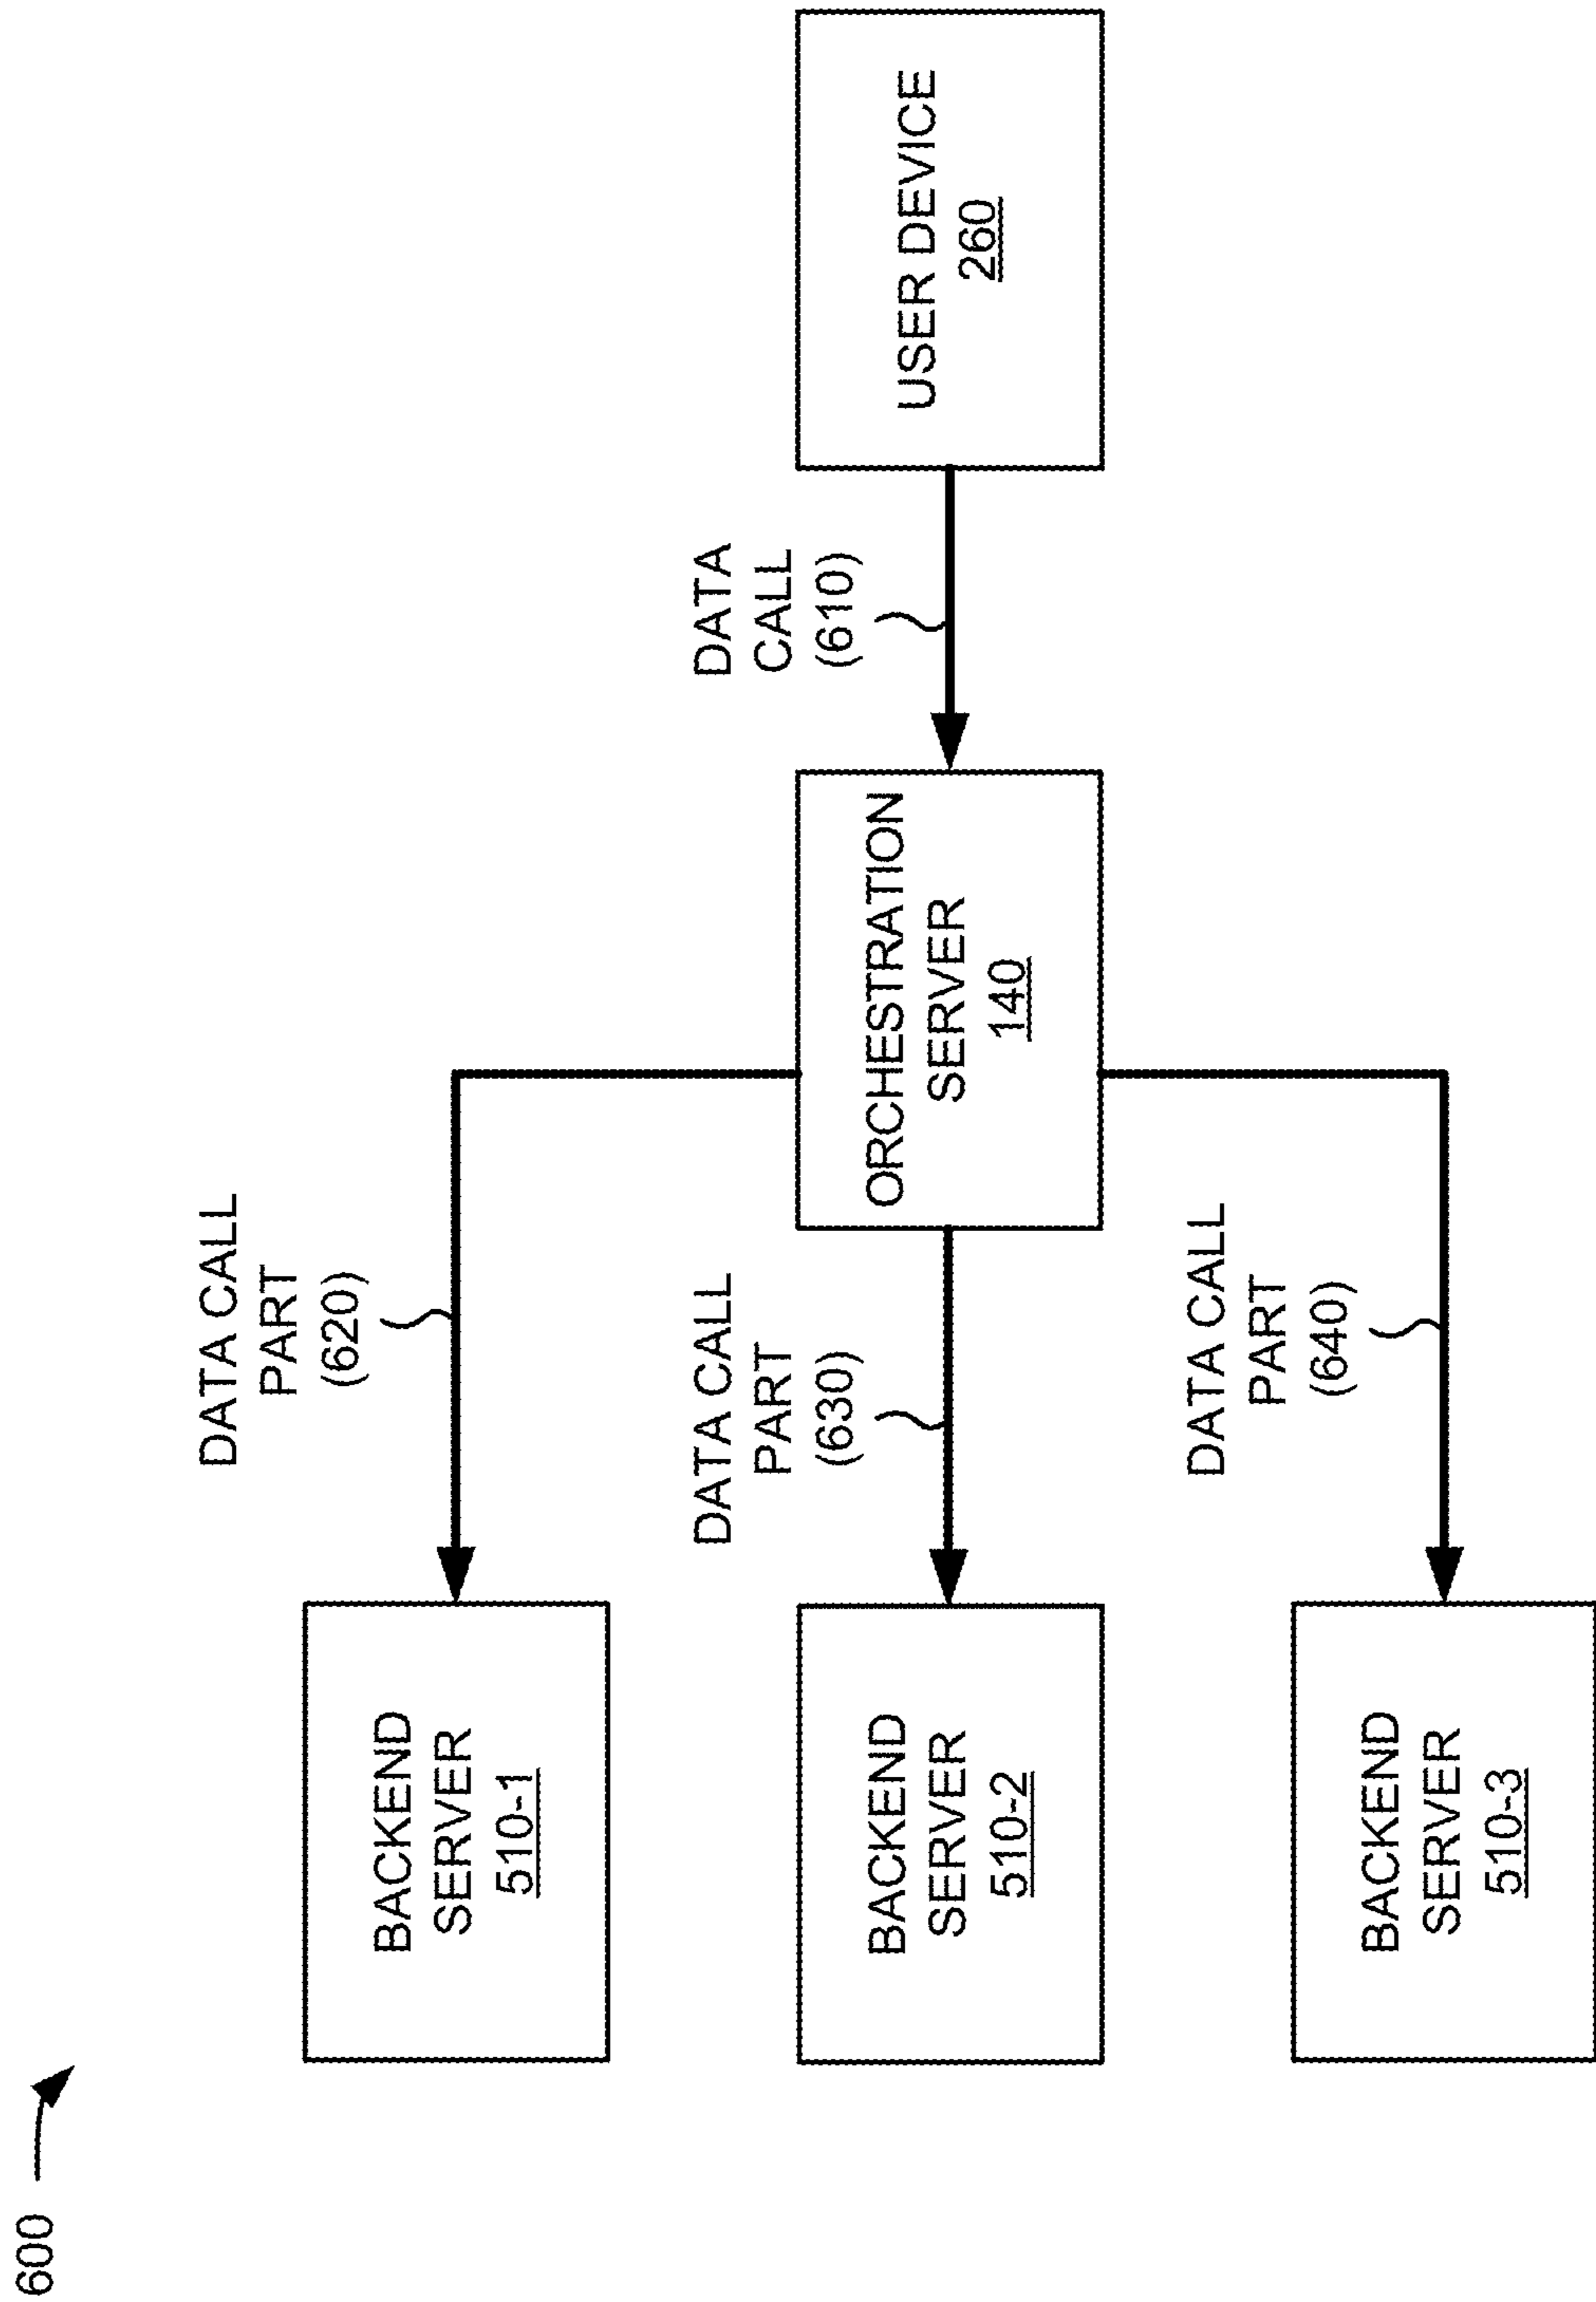 600
BACKEND
SERVER
510-1
DATA CALL
PART
(620)
BACKEND
SERVER
510-2
DATA CALL
PART
(630)
ORCHESTRATION
SERVER
140
DATA
CALL
(610)
USER DEVICE
260
BACKEND
SERVER
510-3
DATA CALL
PART
(640)